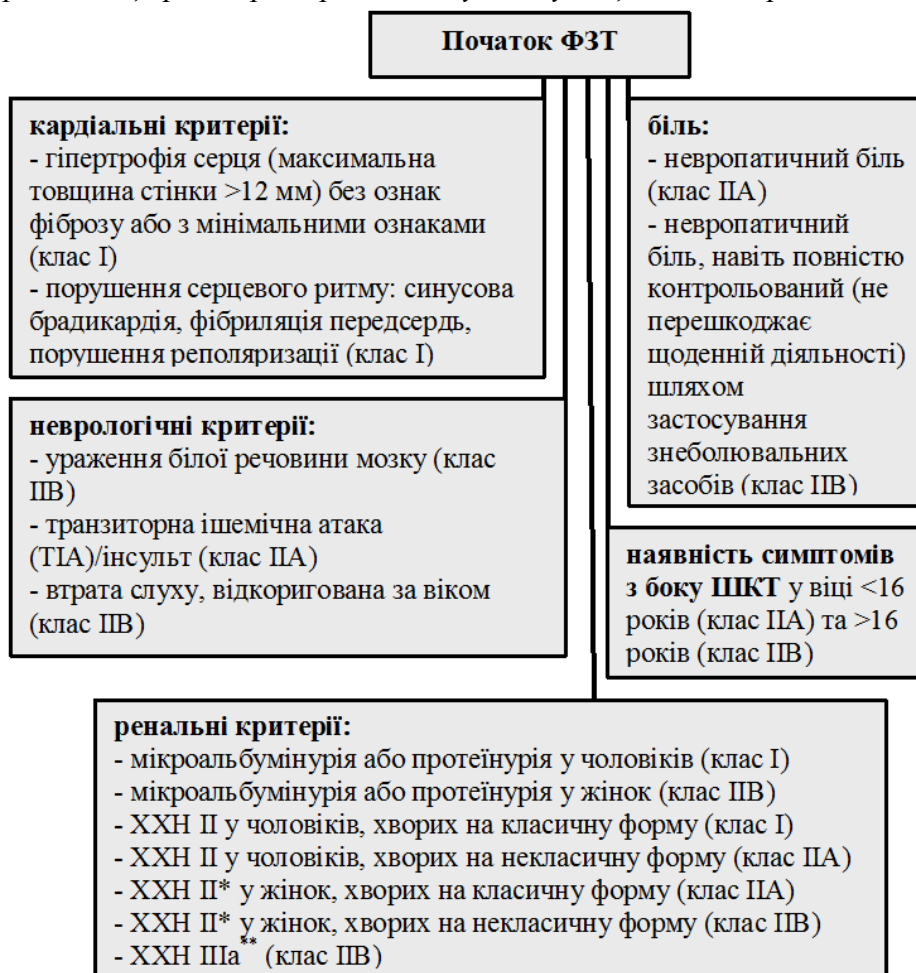 Початок ФЗТ
кардіальні критерії:
- гіпертрофія серця (максимальна
товщина стінки >12 мм) без ознак
фіброзу або з мінімальними ознаками
(клас I)
- порушення серцевого ритму: синусова
брадикардія, фібриляція передсердь,
порушення реполяризації (клас I)
біль:
- невропатичний біль
(клас IIA)
- невропатичний
біль, навіть повністю
контрольований (не
перешкоджає
щоденній діяльності)
шляхом
застосування
знеболювальних
засобів (клас IIB)
неврологічні критерії:
- ураження білої речовини мозку (клас
IIB)
- транзиторна ішемічна атака
(ТІА)/інсульт (клас IIA)
- втрата слуху, відкоригована за віком
(клас IIB)
наявність симптомів
з боку ШКТ у віці <16
років (клас IIA) та >16
років (клас IIB)
ренальні критерії:
- мікроальбумінурія або протеїнурія у чоловіків (клас I)
- мікроальбумінурія або протеїнурія у жінок (клас IIB)
- ХХН II у чоловіків, хворих на класичну форму (клас I)
- ХХН II у чоловіків, хворих на некласичну форму (клас IIA)
- ХХН II* у жінок, хворих на класичну форму (клас IIA)
- ХХН II* у жінок, хворих на некласичну форму (клас IIB)
- ХХН IIIa** (клас IIB)